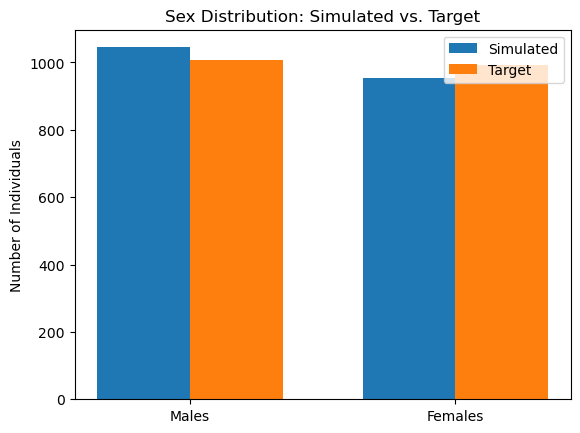 Sex Distribution: Simulated vs. Target
Simulated
Target
Number of Individuals
1000
800
600
400
200
0
Males
Females